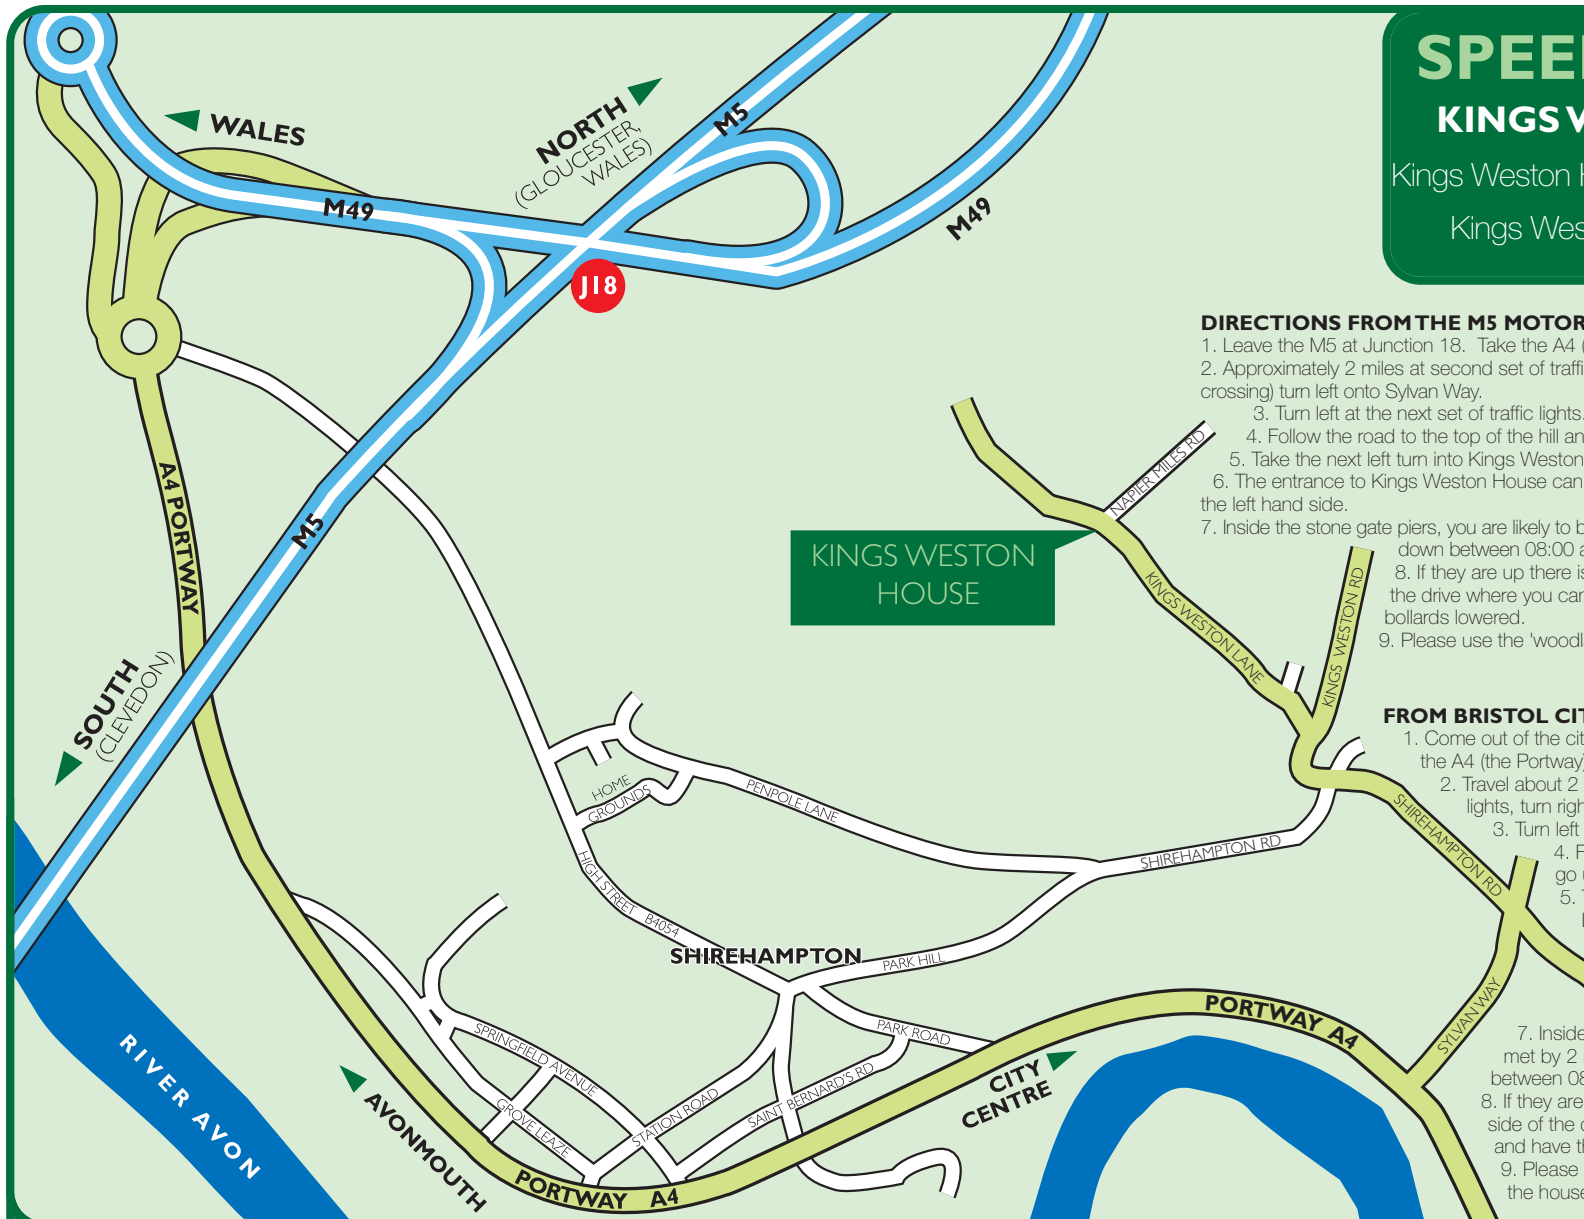 SPEE
KINGS
Kings Weston
Kings Wes
WALES
NORTH
(GLOUCESTER,
WALES)
M5
M49
M49
J18
DIRECTIONS FROM THE M5 MOTOR
1. Leave the M5 at Junction 18. Take the A4 (
2. Approximately 2 miles at second set of traffi
crossing) turn left onto Sylvan Way.
3. Turn left at the next set of traffic lights.
4. Follow the road to the top of the hill an
5. Take the next left turn into Kings Weston
6. The entrance to Kings Weston House can
the left hand side.
7. Inside the stone gate piers, you are likely to b
down between 08:00 a
8. If they are up there is
the drive where you can
bollards lowered.
9. Please use the 'woodl
NAPIER MILES RD
KINGS WESTON
HOUSE
KINGS WESTON LANE
KINGS WESTON RD
A4 PORTWAY
M5
SOUTH
(CLEVEDON)
FROM BRISTOL CIT
1. Come out of the cit
the A4 (the Portway)
2. Travel about 2
lights, turn righ
3. Turn left
4. F
go u
5. T
HOME
GROUNDS
PENPOLE LANE
SHIREHAMPTON RD
SHIREHAMPTON RD
HIGH STREET B4054
SHIREHAMPTON
PARK HILL
PARK ROAD
SPRINGFIELD AVENUE
GROVE LEAZE
STATION ROAD
SAINT BERNARD'S RD
PORTWAY A4
SYLVAN WAY
CITY
CENTRE
AVONMOUTH
PORTWAY A4
RIVER AVON
7. Inside
met by 2
between 08
8. If they are
side of the d
and have th
9. Please
the house